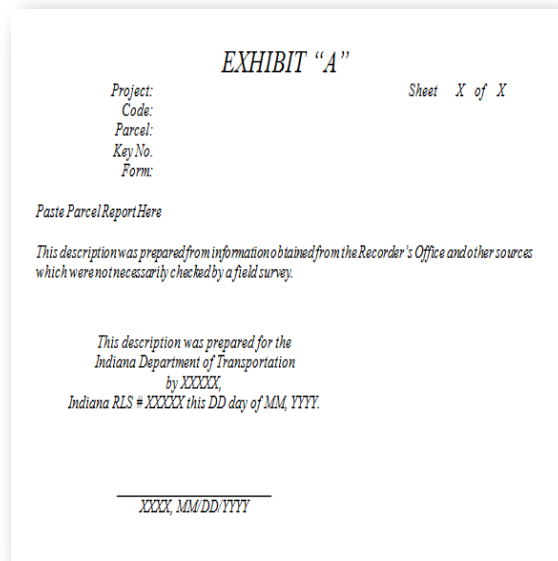 EXHIBIT “A”
Project: Sheet X of X
Code:
Parcel:
Key No.
Form:
Paste Parcel Report Here
This description was prepared from information obtained from the Recorder’s Office and other sources
which were not necessarily checked by a field survey.
This description was prepared for the
Indiana Department of Transportation
by XXXXX,
Indiana RLS # XXXXX this DD day of MM, YYYY.
XXXX, MM/DD/YYYY